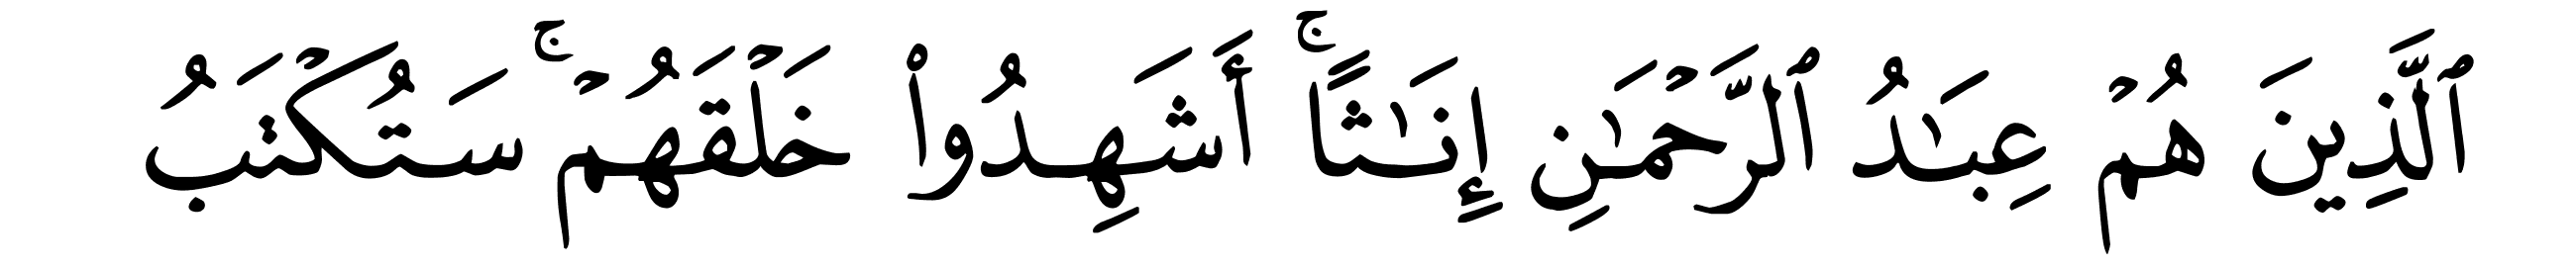 ٱلَّذِينَ هُمْ عِبَٰدُ ٱلرَّحْمَٰنِ إِنَٰثًاۚ أَشَهِدُوا۟ خَلْقَهُمْۚ سَتُكْتَبُ